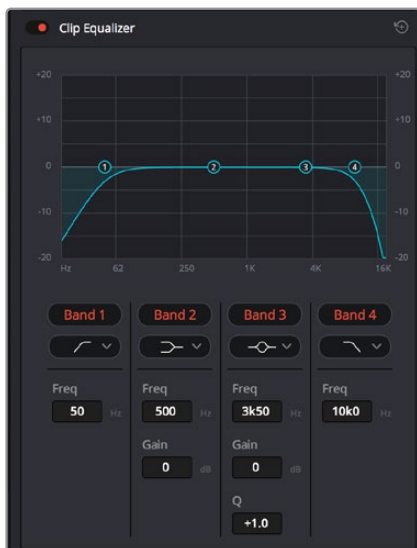 Clip Equalizer
+20 +20
+10 +10
0 1 2 3 4 0
-10 -10
-20 -20
Hz 62 250 1K 4K 16K
Band 1 Band 2 Band 3 Band 4
Freq Freq Freq Freq
50 Hz 500 Hz 3k50 Hz 10k0 Hz
Gain Gain
0 dB 0 dB
Q
+1.0